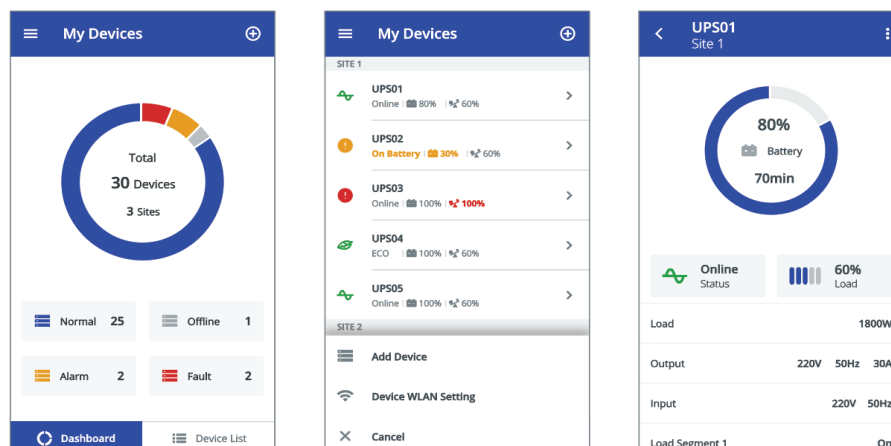 My Devices
Total
30 Devices
3 Sites
Normal 25
Offline 1
Alarm 2
Fault 2
Dashboard
Device List
My Devices
SITE 1
UPS01
Online 80% 60%
UPS02
On Battery 30% 60%
UPS03
Online 100% 100%
UPS04
ECO 100% 60%
UPS05
Online 100% 60%
SITE 2
Add Device
Device WLAN Setting
Cancel
UPS01
Site 1
80%
Battery
70min
Online
Status
60%
Load
Load 1800W
Output 220V 50Hz 30A
Input 220V 50Hz
Load Segment 1 On